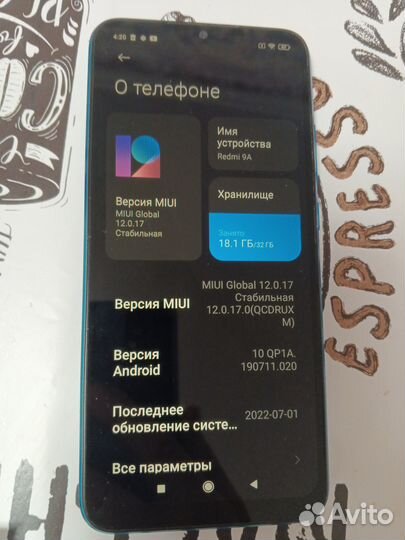 4:20
О телефоне
Версия MIUI
MIUI Global
12.0.17
Стабильная
Имя
устройства
Redmi 9A
Хранилище
Занято
18.1 ГБ/32 ГБ
Версия MIUI
MIUI Global 12.0.17
Стабильная
12.0.17.0(QCDRUX
M)
Версия
Android
10 QP1A.
190711.020
Последнее
обновление систе...
2022-07-01
Все параметры
ESPRESSO
Avito